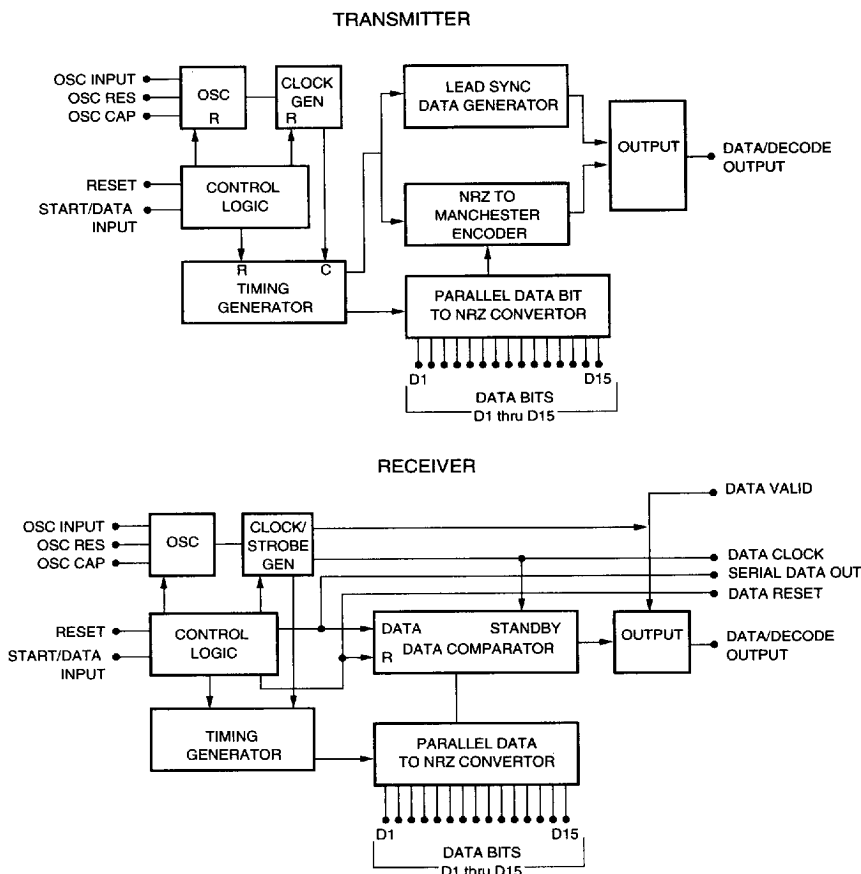 TRANSMITTER
OSC INPUT
OSC RES
OSC CAP
OSC
R
CLOCK
GEN
R
LEAD SYNC
DATA GENERATOR
OUTPUT
DATA/DECODE
OUTPUT
RESET
START/DATA
INPUT
CONTROL
LOGIC
NRZ TO
MANCHESTER
ENCODER
R C
TIMING
GENERATOR
PARALLEL DATA BIT
TO NRZ CONVERTOR
D1 D15
DATA BITS
D1 thru D15
RECEIVER
DATA VALID
OSC INPUT
OSC RES
OSC CAP
OSC
CLOCK/
STROBE
GEN
DATA CLOCK
SERIAL DATA OUT
DATA RESET
RESET
START/DATA
INPUT
CONTROL
LOGIC
DATA STANDBY
R DATA COMPARATOR
OUTPUT
DATA/DECODE
OUTPUT
TIMING
GENERATOR
PARALLEL DATA
TO NRZ CONVERTOR
D1 D15
DATA BITS
D1 thru D15